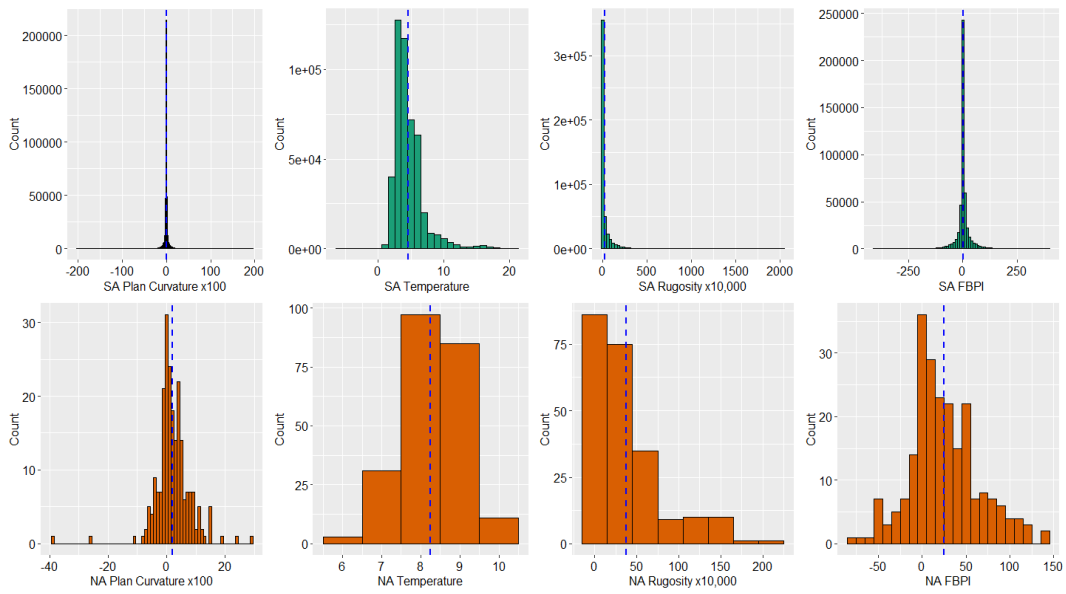 Count
200000
150000
100000
50000
0
-200 -100 0 100 200
SA Plan Curvature x100
Count
1e+05
5e+04
0e+00
0 10 20
SA Temperature
Count
3e+05
2e+05
1e+05
0e+00
0 500 1000 1500 2000
SA Rugosity x10,000
Count
250000
200000
150000
100000
50000
0
-250 0 250
SA FBPI
Count
30
20
10
0
-40 -20 0 20
NA Plan Curvature x100
Count
100
75
50
25
0
6 7 8 9 10
NA Temperature
Count
75
50
25
0
0 50 100 150 200
NA Rugosity x10,000
Count
30
20
10
0
-50 0 50 100 150
NA FBPI